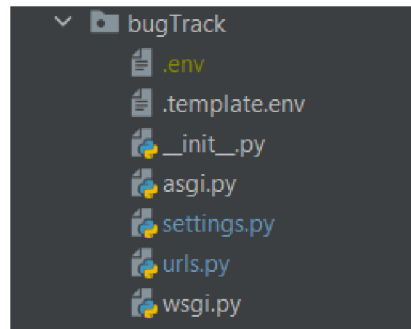 bugTrack
.env
.template.env
__init__.py
asgi.py
settings.py
urls.py
wsgi.py